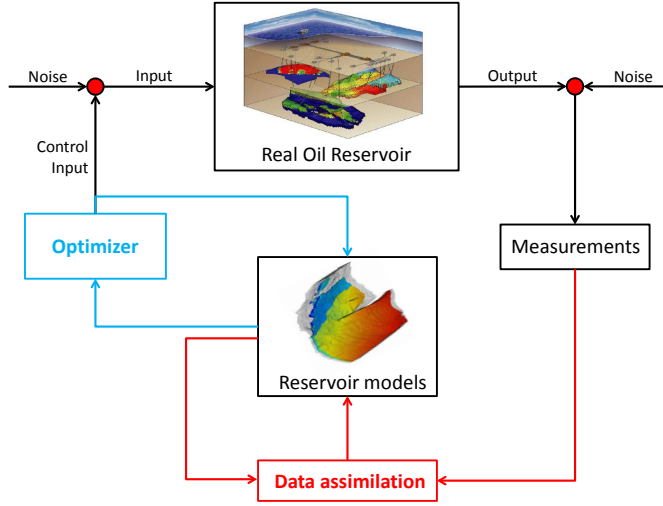 Noise
Input
Output
Noise
Real Oil Reservoir
Control
Input
Optimizer
Measurements
Reservoir models
Data assimilation